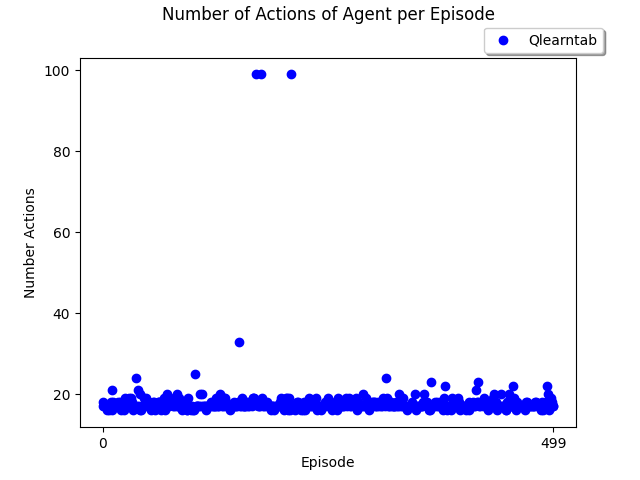 Number of Actions of Agent per Episode
Qlearntab
100
80
60
40
20
Number Actions
0
499
Episode